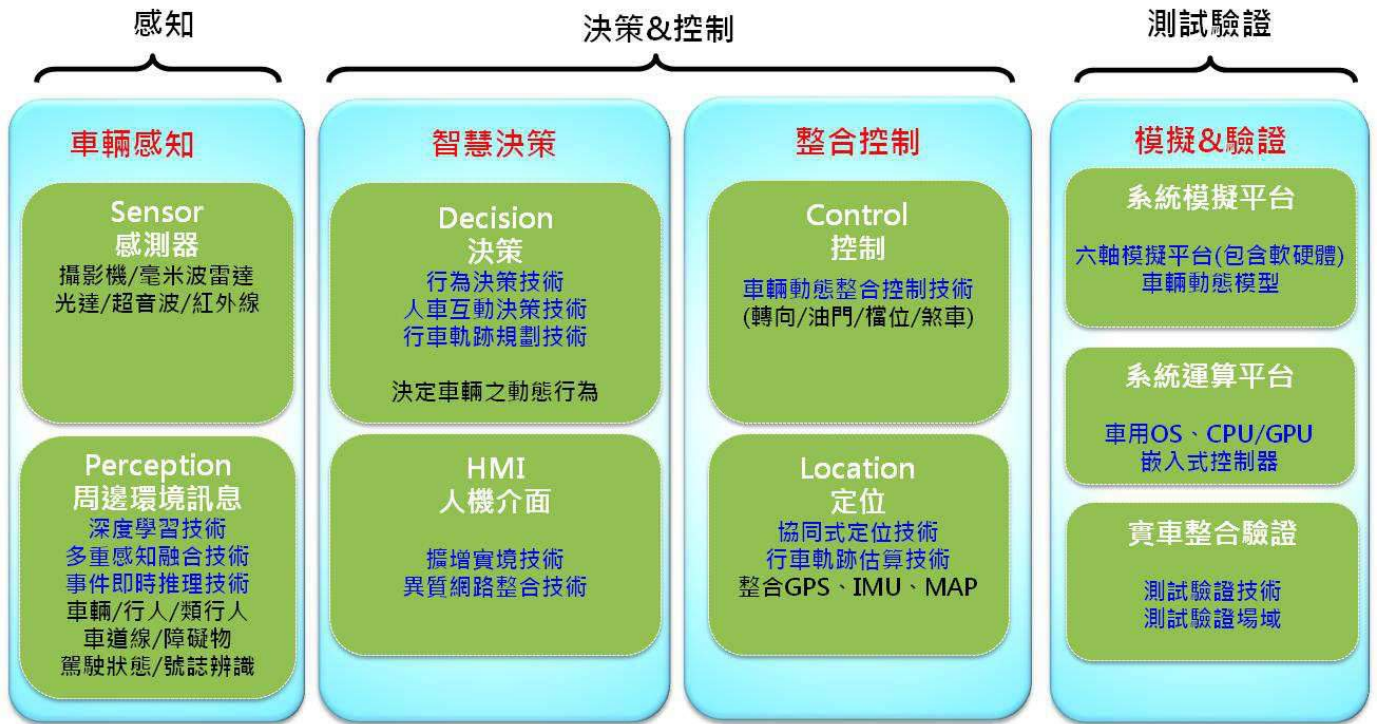 感知
決策&控制
測試驗證
車輛感知
Sensor
感測器
攝影機/毫米波雷達
光達/超音波/紅外線
Perception
周邊環境訊息
深度學習技術
多重感知融合技術
事件即時推理技術
車輛/行人/類行人
車道線/障礙物
駕駛狀態/號誌辨識
智慧決策
Decision
決策
行為決策技術
人車互動決策技術
行車軌跡規劃技術
決定車輛之動態行為
HMI
人機介面
擴增實境技術
異質網路整合技術
整合控制
Control
控制
車輛動態整合控制技術
(轉向/油門/檔位/煞車)
Location
定位
協同式定位技術
行車軌跡估算技術
整合GPS、IMU、MAP
模擬&驗證
系統模擬平台
六軸模擬平台(包含軟硬體)
車輛動態模型
系統運算平台
車用OS、CPU/GPU
嵌入式控制器
實車整合驗證
測試驗證技術
測試驗證場域